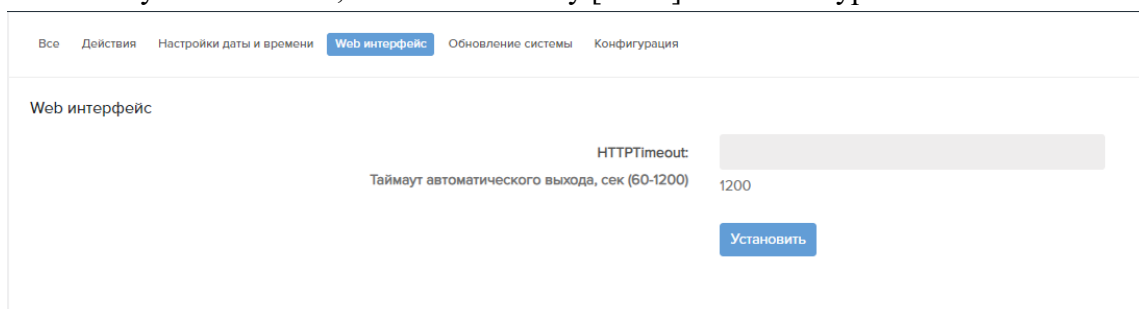 Все Действия Настройки даты и времени Web интерфейс Обновление системы Конфигурация
Web интерфейс
HTTPTimeout:
Таймаут автоматического выхода, сек (60-1200)
1200
Установить